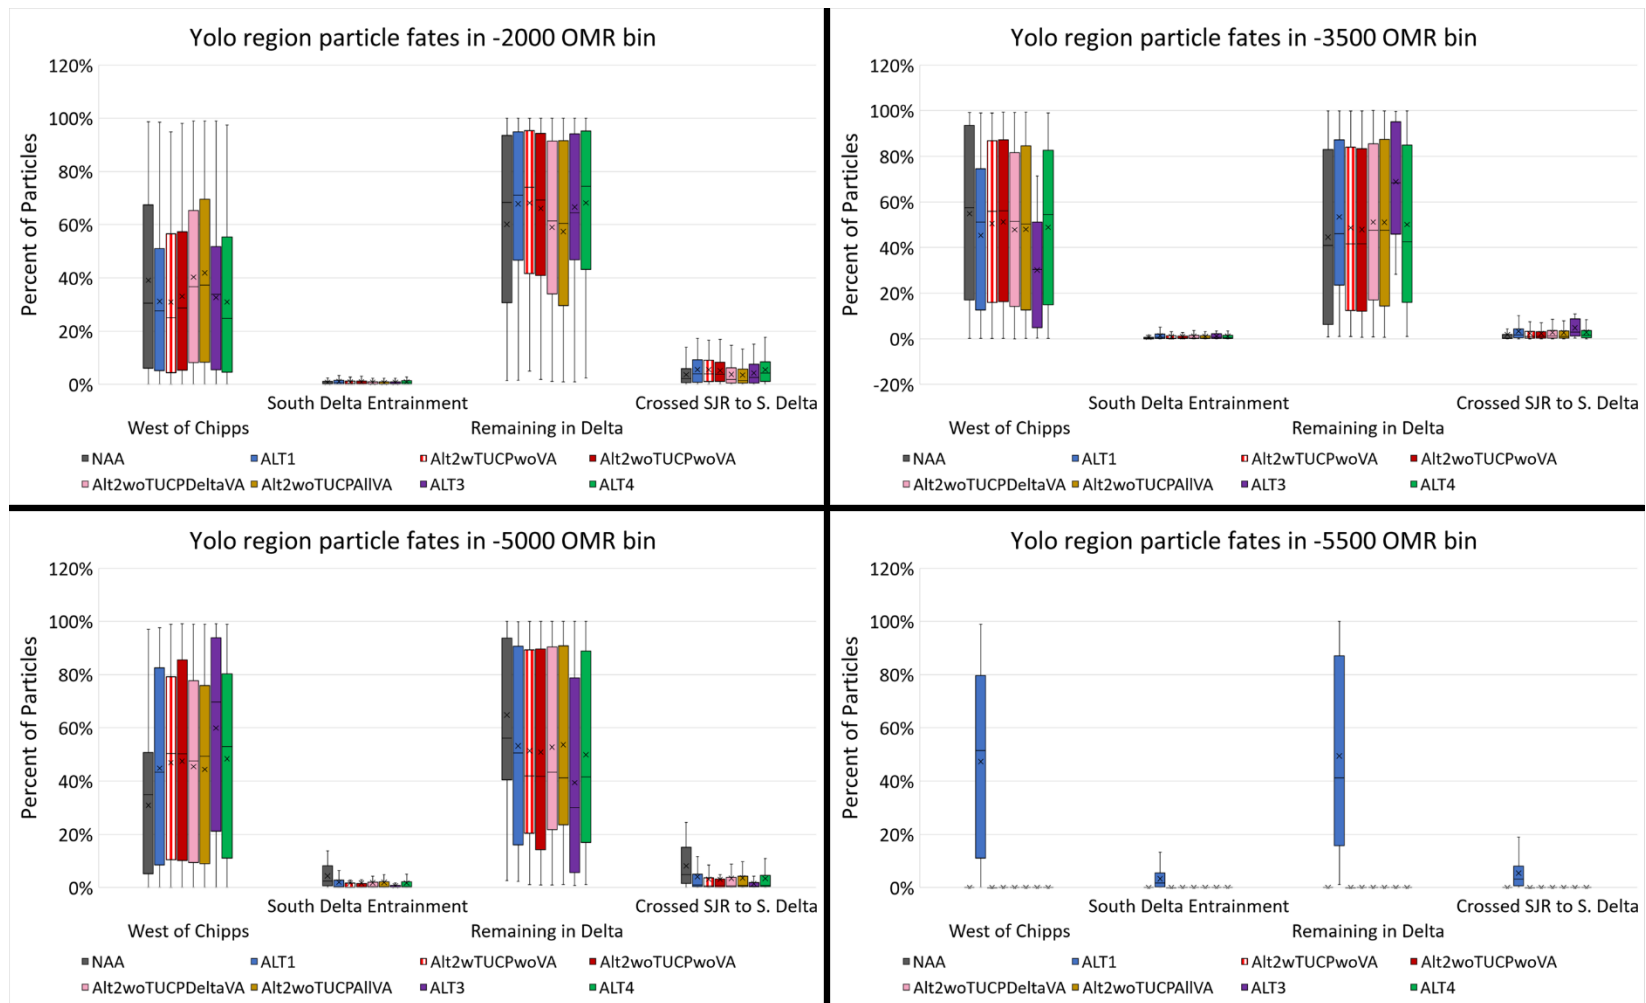 Yolo region particle fates in -2000 OMR bin
120%
100%
80%
60%
40%
20%
0%
Percent of Particles
South Delta Entrainment
Crossed SJR to S. Delta
West of Chipps
Remaining in Delta
NAA
ALT1
Alt2wTUCPwoVA
Alt2woTUCPwoVA
Alt2woTUCPDeltaVA
Alt2woTUCPAllVA
ALT3
ALT4
Yolo region particle fates in -3500 OMR bin
120%
100%
80%
60%
40%
20%
0%
-20%
Percent of Particles
South Delta Entrainment
Crossed SJR to S. Delta
West of Chipps
Remaining in Delta
NAA
ALT1
Alt2wTUCPwoVA
Alt2woTUCPwoVA
Alt2woTUCPDeltaVA
Alt2woTUCPAllVA
ALT3
ALT4
Yolo region particle fates in -5000 OMR bin
120%
100%
80%
60%
40%
20%
0%
Percent of Particles
South Delta Entrainment
Crossed SJR to S. Delta
West of Chipps
Remaining in Delta
NAA
ALT1
Alt2wTUCPwoVA
Alt2woTUCPwoVA
Alt2woTUCPDeltaVA
Alt2woTUCPAllVA
ALT3
ALT4
Yolo region particle fates in -5500 OMR bin
120%
100%
80%
60%
40%
20%
0%
Percent of Particles
South Delta Entrainment
Crossed SJR to S. Delta
West of Chipps
Remaining in Delta
NAA
ALT1
Alt2wTUCPwoVA
Alt2woTUCPwoVA
Alt2woTUCPDeltaVA
Alt2woTUCPAllVA
ALT3
ALT4